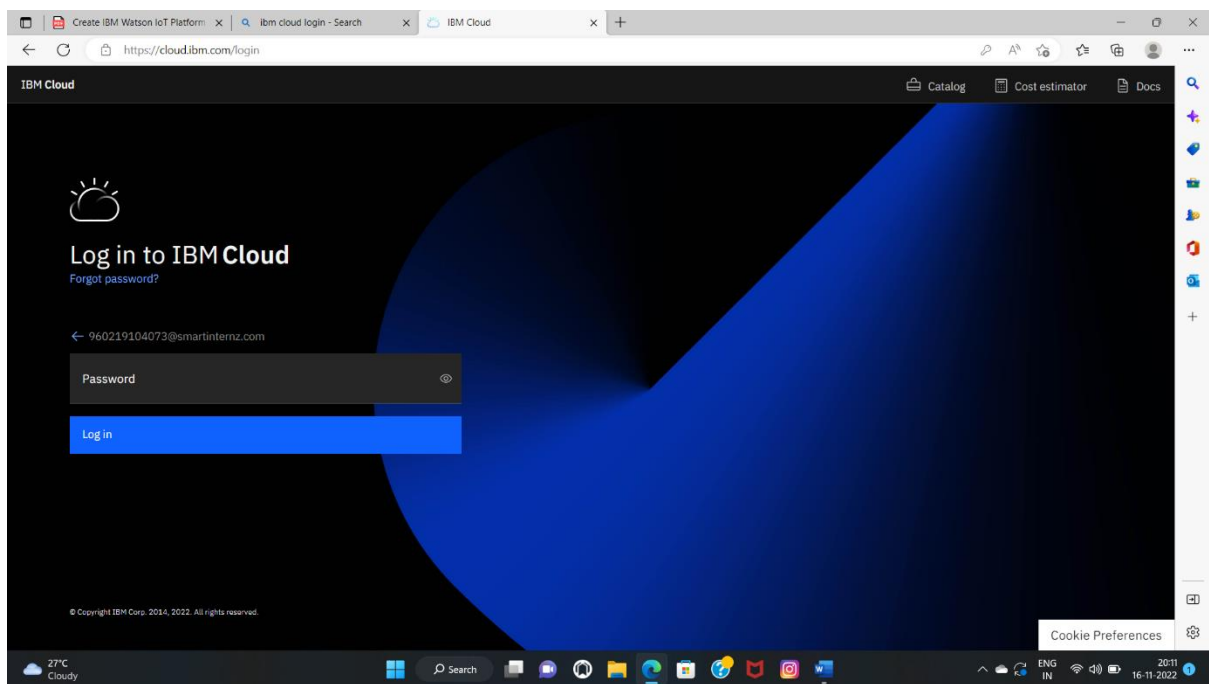 Create IBM Watson IoT Platform
ibm cloud login - Search
IBM Cloud
https://cloud.ibm.com/login
IBM Cloud
Catalog
Cost estimator
Docs
Log in to IBM Cloud
Forgot password?
← 960219104073@smartinternz.com
Password
Log in
© Copyright IBM Corp. 2014, 2022. All rights reserved.
Cookie Preferences
27°C
Cloudy
Search
ENG
IN
20:11
16-11-2022
1